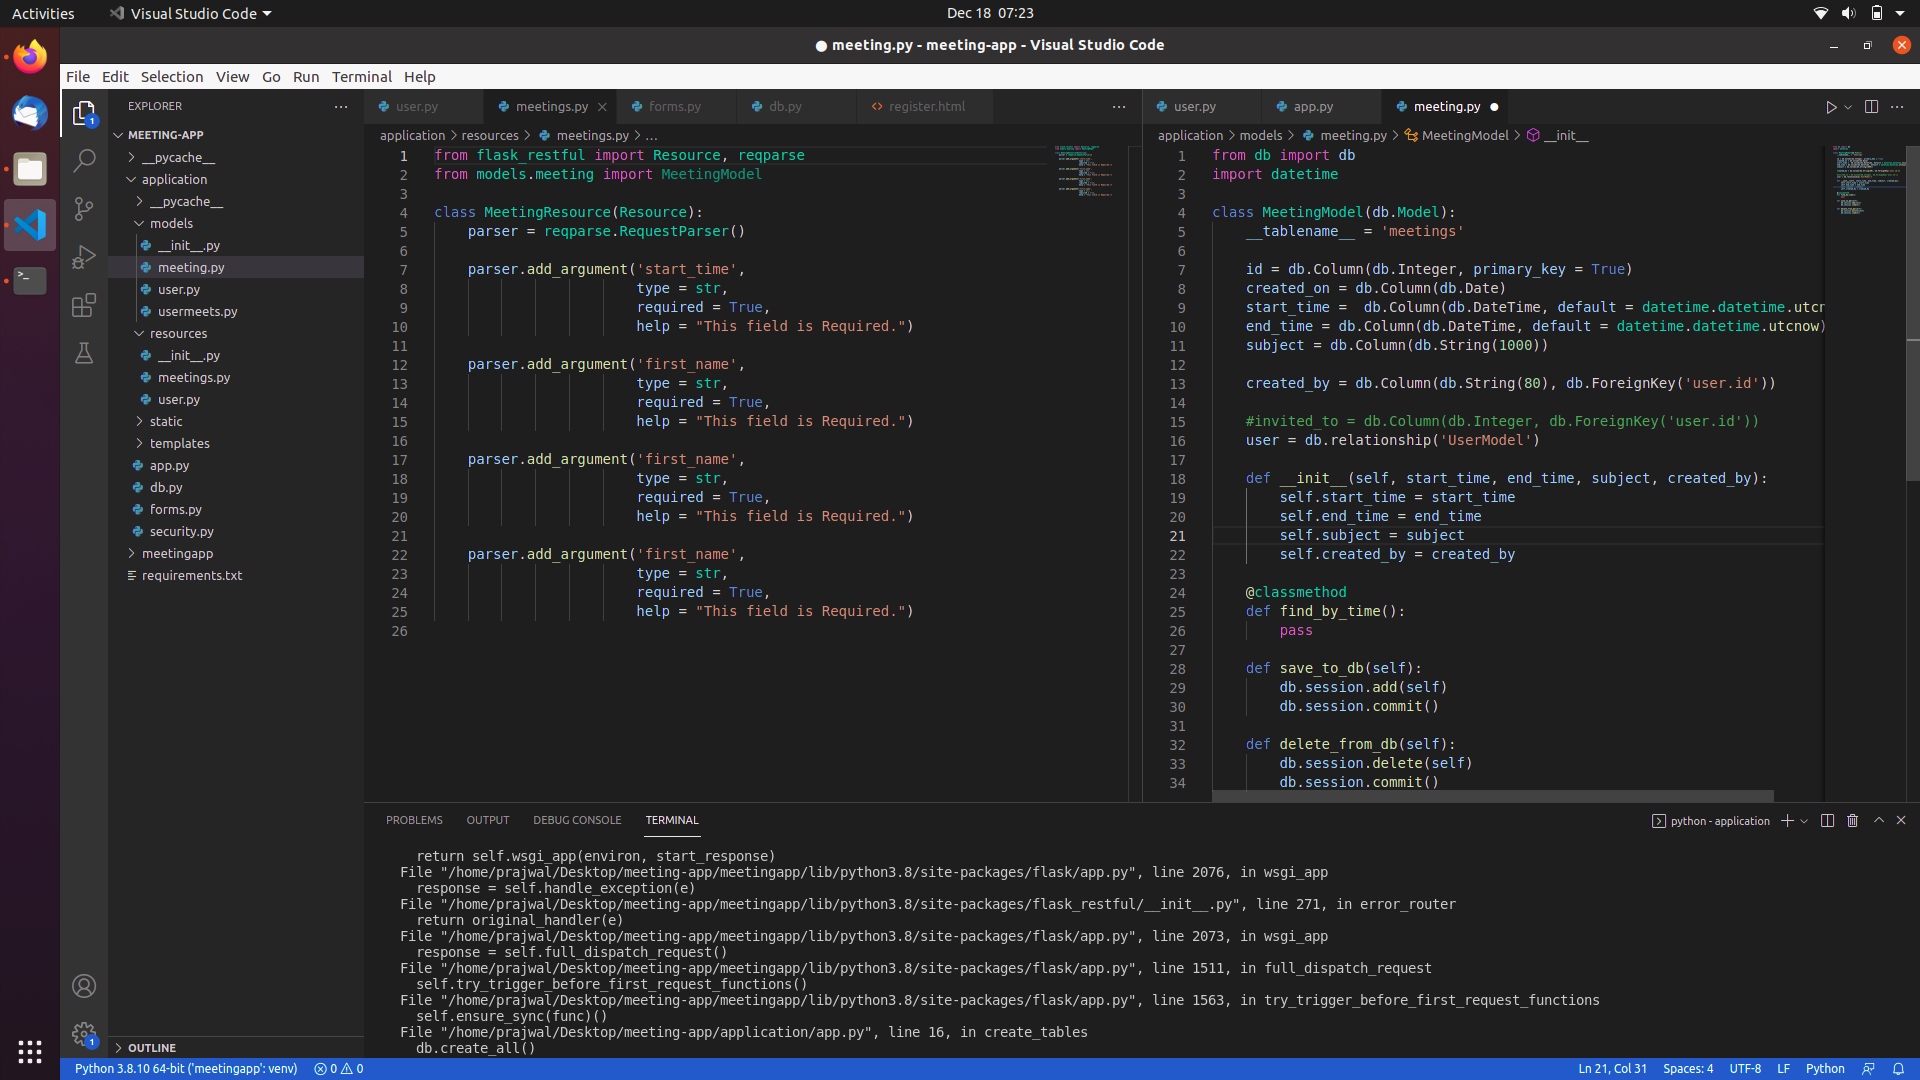 Activities
Visual Studio Code
Dec 18 07:23
● meeting.py - meeting-app - Visual Studio Code
File Edit Selection View Go Run Terminal Help
EXPLORER
MEETING-APP
__pycache__
application
__pycache__
models
__init__.py
meeting.py
user.py
usermeets.py
resources
__init__.py
meetings.py
user.py
static
templates
app.py
db.py
forms.py
security.py
meetingapp
requirements.txt
OUTLINE
1
1
user.py meetings.py forms.py db.py register.html
application > resources > meetings.py > ...
1 from flask_restful import Resource, reqparse
2 from models.meeting import MeetingModel
3
4 class MeetingResource(Resource):
5     parser = reqparse.RequestParser()
6
7     parser.add_argument('start_time',
8                         type = str,
9                         required = True,
10                         help = "This field is Required.")
11
12     parser.add_argument('first_name',
13                         type = str,
14                         required = True,
15                         help = "This field is Required.")
16
17     parser.add_argument('first_name',
18                         type = str,
19                         required = True,
20                         help = "This field is Required.")
21
22     parser.add_argument('first_name',
23                         type = str,
24                         required = True,
25                         help = "This field is Required.")
26
user.py app.py meeting.py ●
application > models > meeting.py > MeetingModel > __init__
1 from db import db
2 import datetime
3
4 class MeetingModel(db.Model):
5     __tablename__ = 'meetings'
6
7     id = db.Column(db.Integer, primary_key = True)
8     created_on = db.Column(db.Date)
9     start_time =  db.Column(db.DateTime, default = datetime.datetime.utcn
10     end_time = db.Column(db.DateTime, default = datetime.datetime.utcnow)
11     subject = db.Column(db.String(1000))
12
13     created_by = db.Column(db.String(80), db.ForeignKey('user.id'))
14
15     #invited_to = db.Column(db.Integer, db.ForeignKey('user.id'))
16     user = db.relationship('UserModel')
17
18     def __init__(self, start_time, end_time, subject, created_by):
19         self.start_time = start_time
20         self.end_time = end_time
21         self.subject = subject
22         self.created_by = created_by
23
24     @classmethod
25     def find_by_time():
26         pass
27
28     def save_to_db(self):
29         db.session.add(self)
30         db.session.commit()
31
32     def delete_from_db(self):
33         db.session.delete(self)
34         db.session.commit()
PROBLEMS OUTPUT DEBUG CONSOLE TERMINAL
python - application
return self.wsgi_app(environ, start_response)
File "/home/prajwal/Desktop/meeting-app/meetingapp/lib/python3.8/site-packages/flask/app.py", line 2076, in wsgi_app
response = self.handle_exception(e)
File "/home/prajwal/Desktop/meeting-app/meetingapp/lib/python3.8/site-packages/flask_restful/__init__.py", line 271, in error_router
return original_handler(e)
File "/home/prajwal/Desktop/meeting-app/meetingapp/lib/python3.8/site-packages/flask/app.py", line 2073, in wsgi_app
response = self.full_dispatch_request()
File "/home/prajwal/Desktop/meeting-app/meetingapp/lib/python3.8/site-packages/flask/app.py", line 1511, in full_dispatch_request
self.try_trigger_before_first_request_functions()
File "/home/prajwal/Desktop/meeting-app/meetingapp/lib/python3.8/site-packages/flask/app.py", line 1563, in try_trigger_before_first_request_functions
self.ensure_sync(func)()
File "/home/prajwal/Desktop/meeting-app/application/app.py", line 16, in create_tables
db.create_all()
Python 3.8.10 64-bit ('meetingapp': venv) 0 0
Ln 21, Col 31 Spaces: 4 UTF-8 LF Python